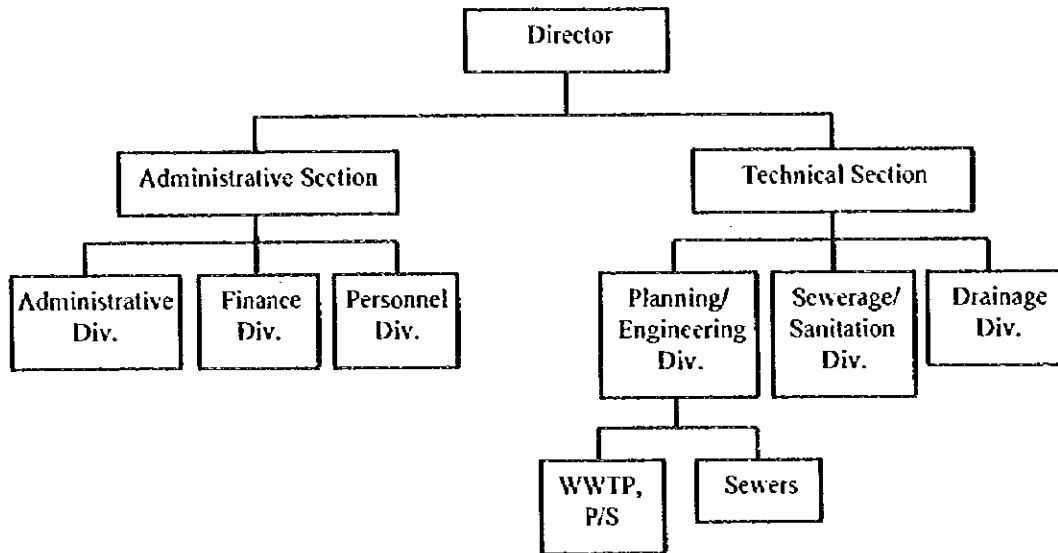 Director
Administrative Section
Technical Section
Administrative
Div.
Finance
Div.
Personnel
Div.
Planning/
Engineering
Div.
Sewerage/
Sanitation
Div.
Drainage
Div.
WWTP,
P/S
Sewers